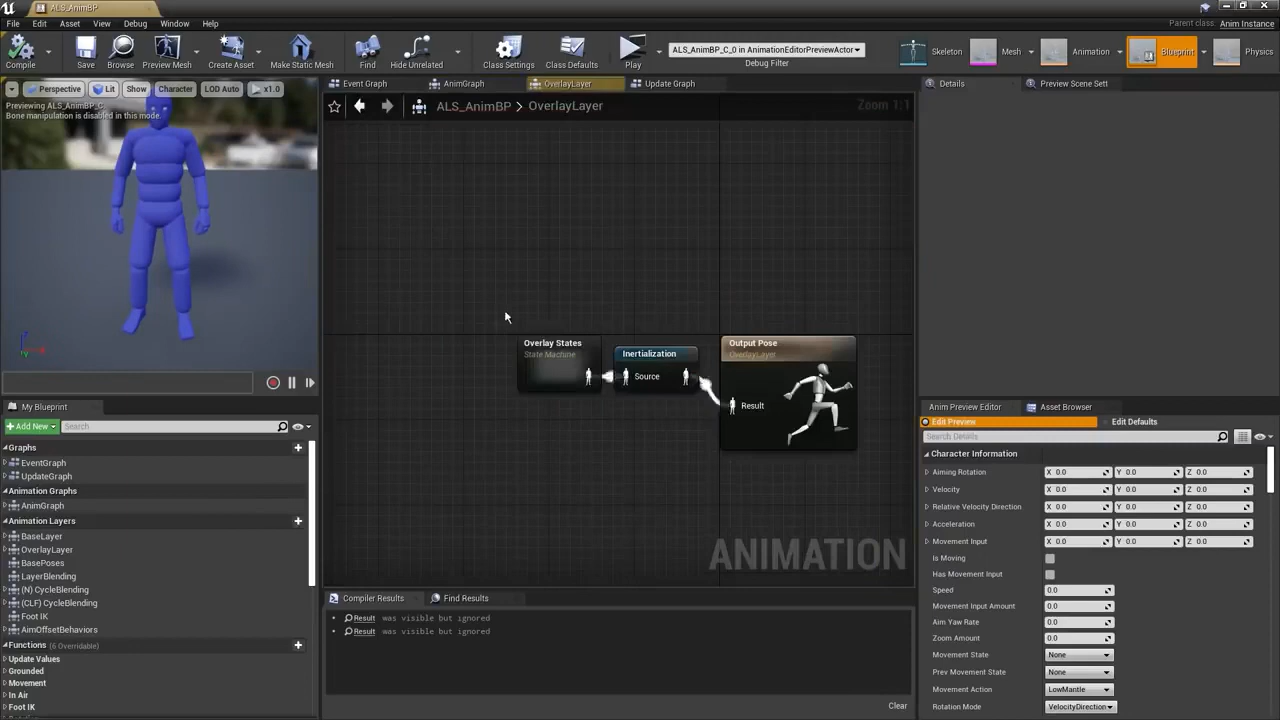 ALS_AnimBP
File Edit Asset View Debug Window Help
Parent class: Anim Instance
Compile Save Browse Preview Mesh Create Asset Make Static Mesh Find Hide Unrelated Class Settings Class Defaults Play
ALS_AnimBP_C_0 in AnimationEditorPreviewActor
Debug Filter
Skeleton Mesh Animation Blueprint Physics
Perspective Lit Show Character LOD Auto x1.0
Previewing ALS_AnimBP_C.
Bone manipulation is disabled in this mode.
Event Graph AnimGraph OverlayLayer Update Graph
ALS_AnimBP > OverlayLayer
Zoom 1:1
Overlay States
State Machine
Inertialization
Source
Output Pose
OverlayLayer
Result
ANIMATION
My Blueprint
+Add New
Search
Graphs
EventGraph
UpdateGraph
Animation Graphs
AnimGraph
Animation Layers
BaseLayer
OverlayLayer
BasePoses
LayerBlending
(N) CycleBlending
(CLF) CycleBlending
Foot IK
AimOffsetBehaviors
Functions (6 Overridable)
Update Values
Grounded
Movement
In Air
Foot IK
Compiler Results Find Results
Result was visible but ignored
Result was visible but ignored
Clear
Details Preview Scene Sett
Anim Preview Editor Asset Browser
Edit Preview Edit Defaults
Search Details
Character Information
Aiming Rotation X 0.0 Y 0.0 Z 0.0
Velocity X 0.0 Y 0.0 Z 0.0
Relative Velocity Direction X 0.0 Y 0.0 Z 0.0
Acceleration X 0.0 Y 0.0 Z 0.0
Movement Input X 0.0 Y 0.0 Z 0.0
Is Moving
Has Movement Input
Speed 0.0
Movement Input Amount 0.0
Aim Yaw Rate 0.0
Zoom Amount 0.0
Movement State None
Prev Movement State None
Movement Action LowMantle
Rotation Mode VelocityDirection